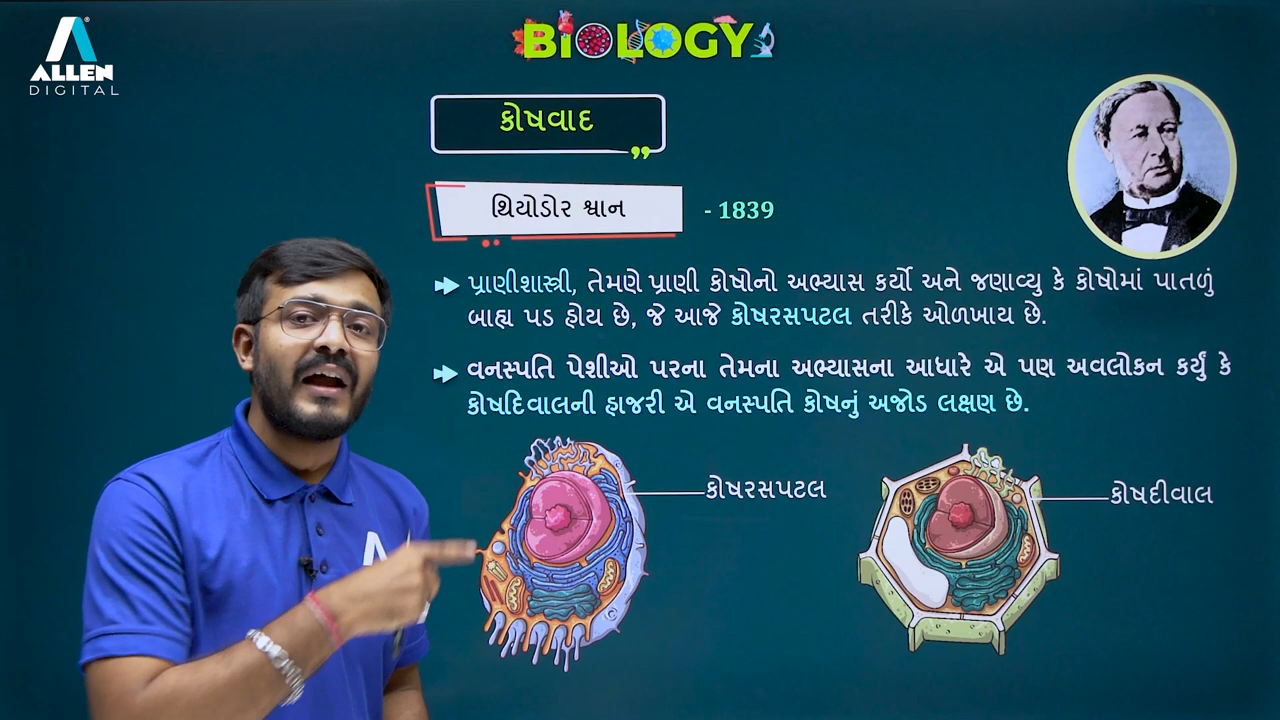 ALLEN
DIGITAL
BIOLOGY
કોષવાદ
થિયોડોર શ્વાન - 1839
પ્રાણીશાસ્ત્રી, તેમણે પ્રાણી કોષોનો અભ્યાસ કર્યો અને જણાવ્યુ કે કોષોમાં પાતળું
બાહ્ય પડ હોય છે, જે આજે કોષરસપટલ તરીકે ઓળખાય છે.
વનસ્પતિ પેશીઓ પરના તેમના અભ્યાસના આધારે એ પણ અવલોકન કર્યું કે
કોષદિવાલની હાજરી એ વનસ્પતિ કોષનું અજોડ લક્ષણ છે.
કોષરસપટલ
કોષદીવાલ